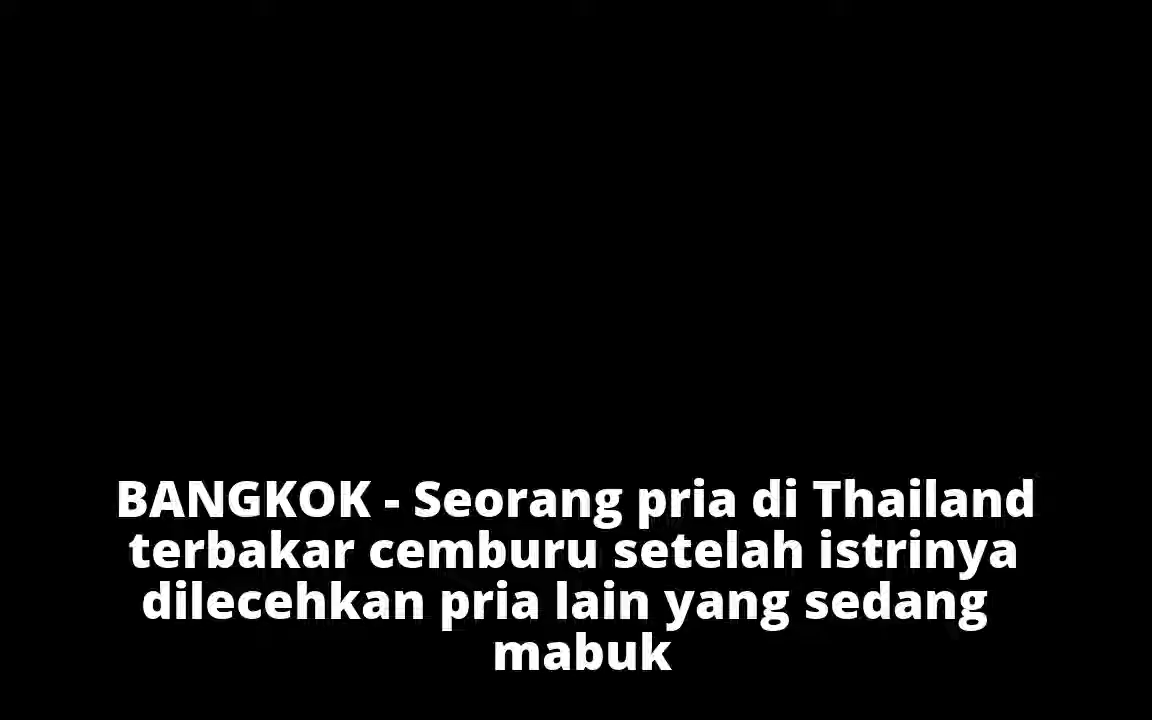 BANGKOK - Seorang pria di Thailand
terbakar cemburu setelah istrinya
dilecehkan pria lain yang sedang
mabuk